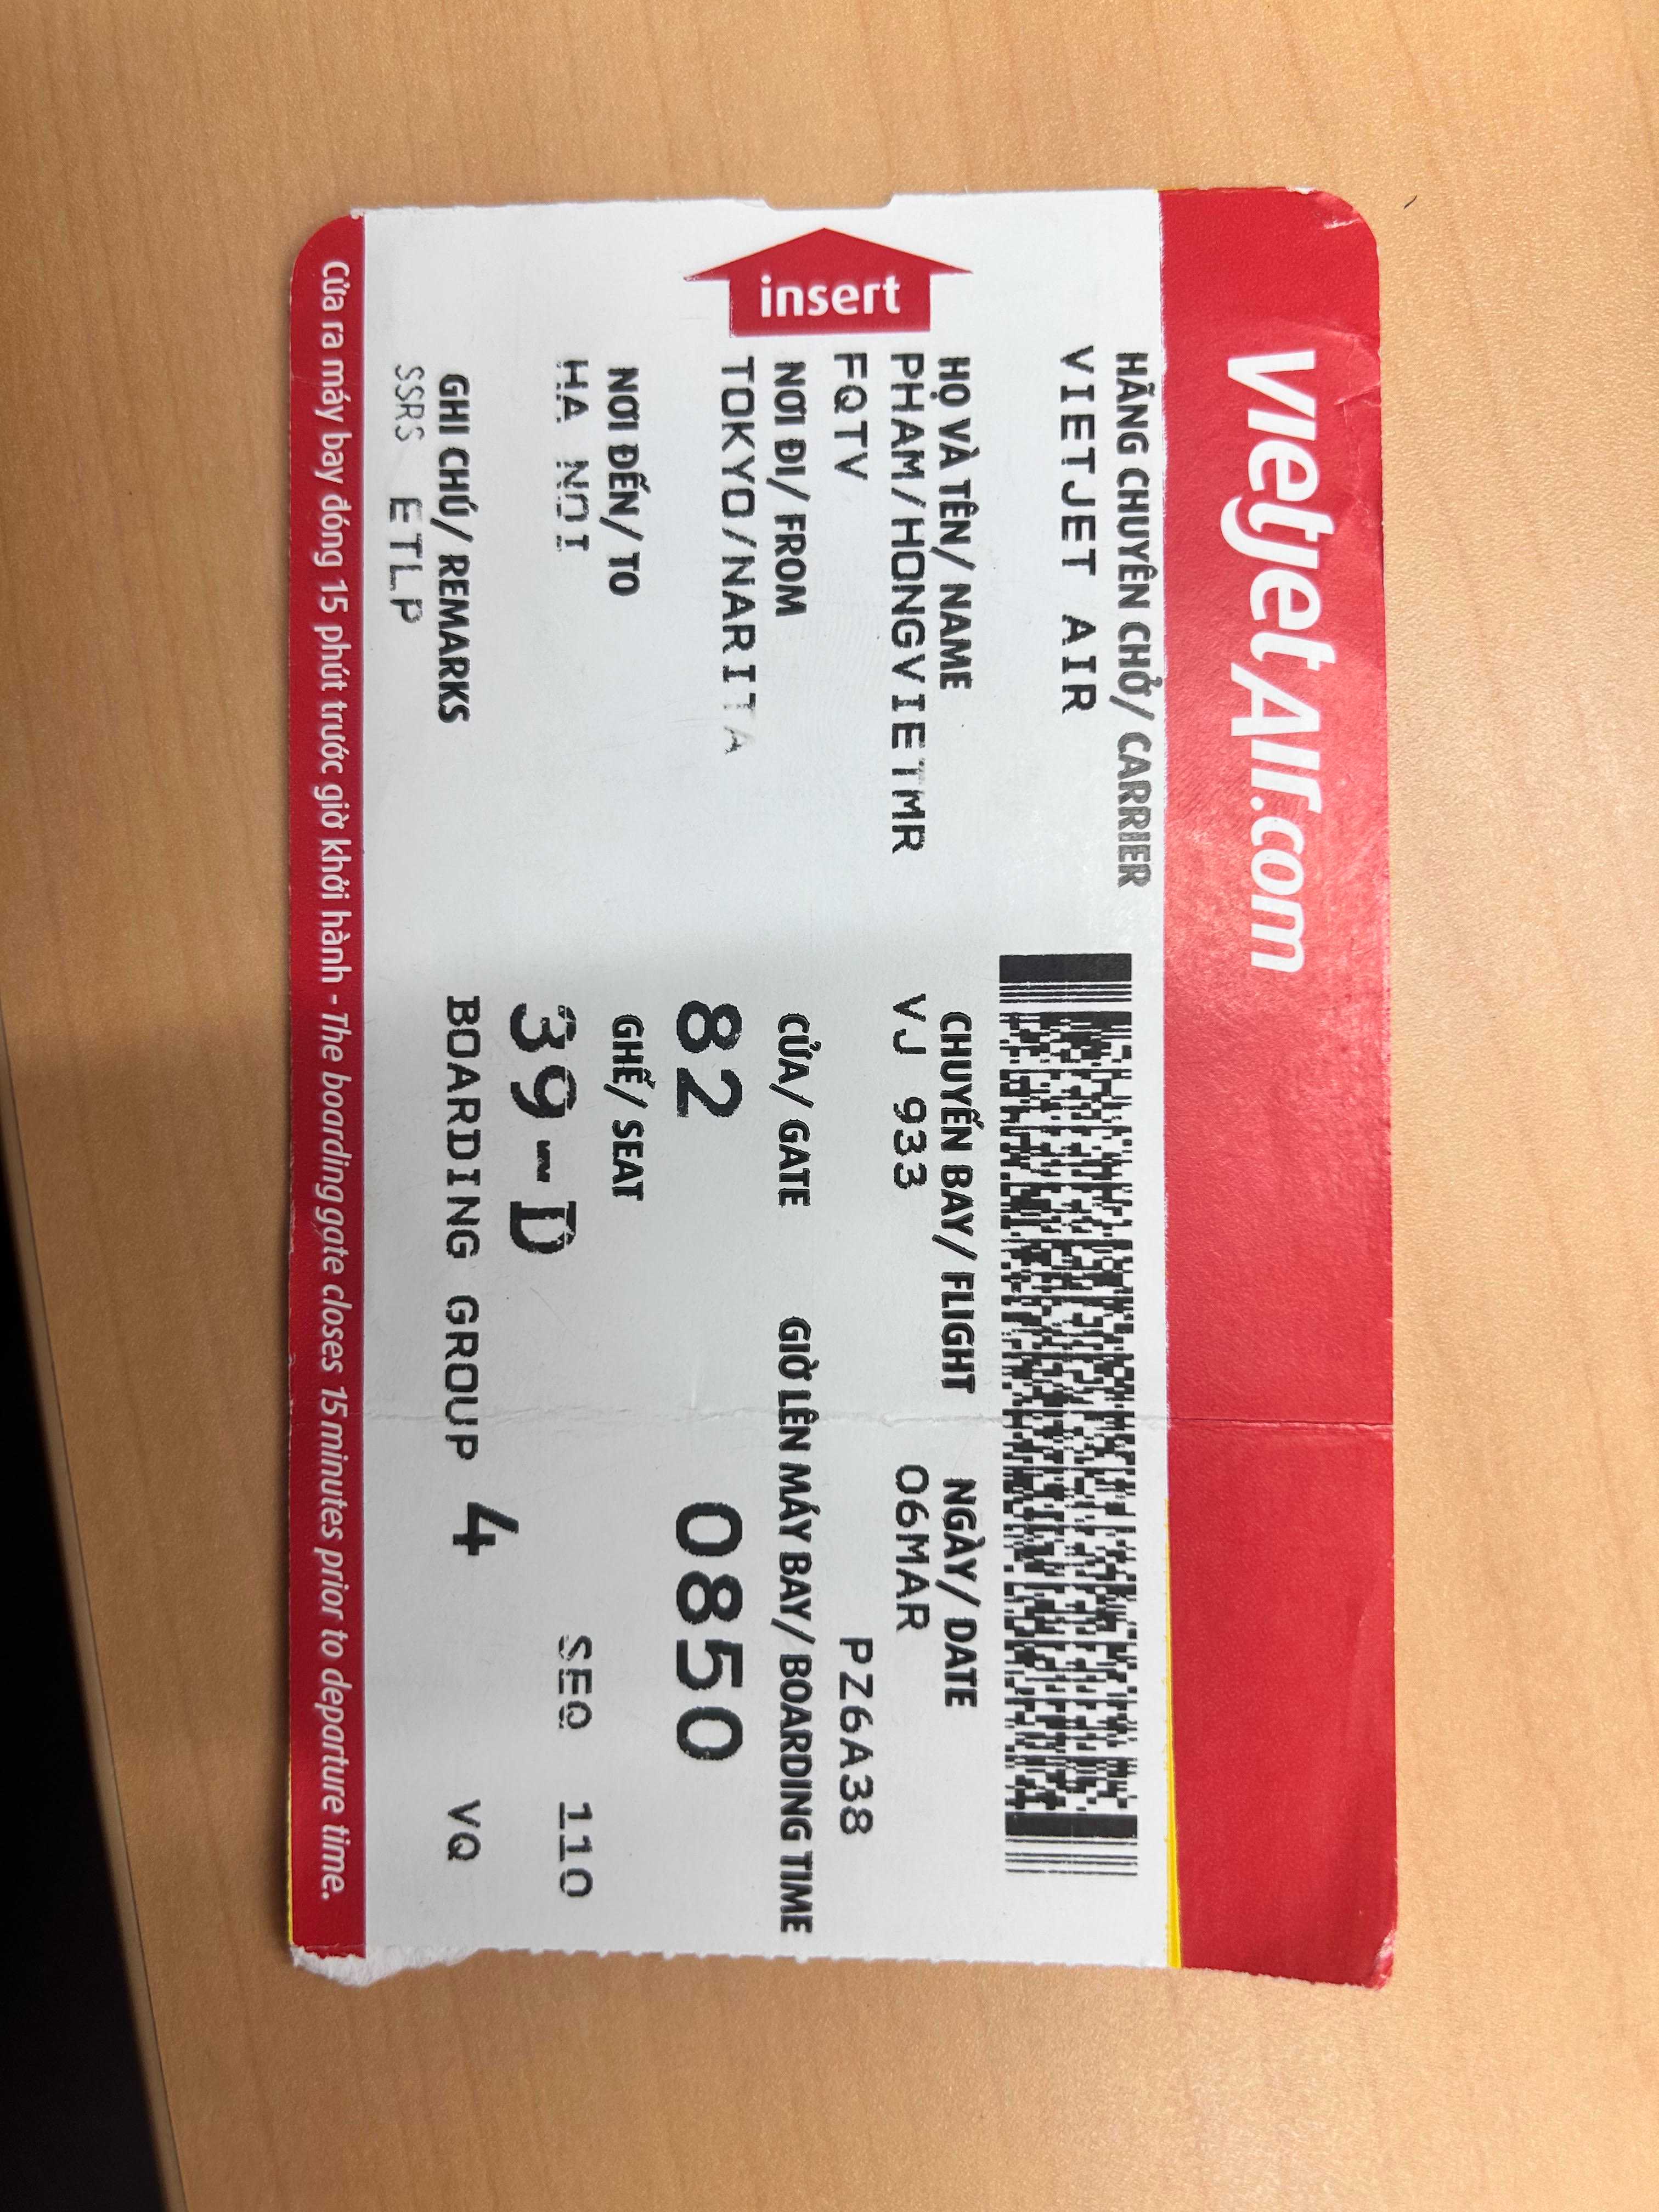 vietjetAir.com
HÃNG CHUYÊN CHỞ/ CARRIER
VIETJET AIR
HỌ VÀ TÊN/ NAME
PHAM/HONGVIETMR
FQTV
CHUYẾN BAY/ FLIGHT
VJ 933
NGÀY/ DATE
06MAR
PZ6A38
insert
NƠI ĐI/ FROM
TOKYO/NARITA
CỬA/ GATE
82
GIỜ LÊN MÁY BAY/ BOARDING TIME
0850
NƠI ĐẾN/ TO
HA NOI
GHẾ/ SEAT
39-D
SEQ 110
GHI CHÚ/ REMARKS
SSRS ETLP
BOARDING GROUP 4 VQ
Cửa ra máy bay đóng 15 phút trước giờ khởi hành - The boarding gate closes 15 minutes prior to departure time.